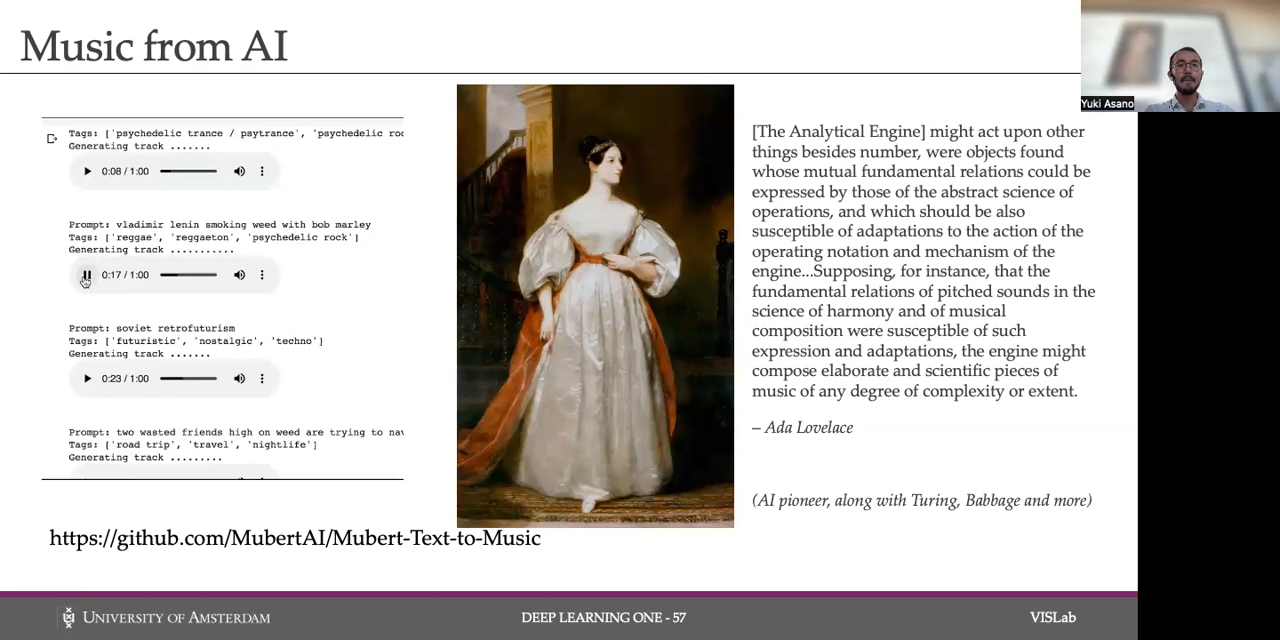 Music from AI
Yuki Asano
Tags: ['psychedelic trance / psytrance', 'psychedelic roc
Generating track .......
0:08 / 1:00
Prompt: vladimir lenin smoking weed with bob marley
Tags: ['reggae', 'reggaeton', 'psychedelic rock']
Generating track ...........
0:17 / 1:00
Prompt: soviet retrofuturism
Tags: ['futuristic', 'nostalgic', 'techno']
Generating track .......
0:23 / 1:00
Prompt: two wasted friends high on weed are trying to nav
Tags: ['road trip', 'travel', 'nightlife']
Generating track .........
https://github.com/MubertAI/Mubert-Text-to-Music
[The Analytical Engine] might act upon other
things besides number, were objects found
whose mutual fundamental relations could be
expressed by those of the abstract science of
operations, and which should be also
susceptible of adaptations to the action of the
operating notation and mechanism of the
engine...Supposing, for instance, that the
fundamental relations of pitched sounds in the
science of harmony and of musical
composition were susceptible of such
expression and adaptations, the engine might
compose elaborate and scientific pieces of
music of any degree of complexity or extent.
– Ada Lovelace
(AI pioneer, along with Turing, Babbage and more)
UNIVERSITY OF AMSTERDAM
DEEP LEARNING ONE - 57
VISLab